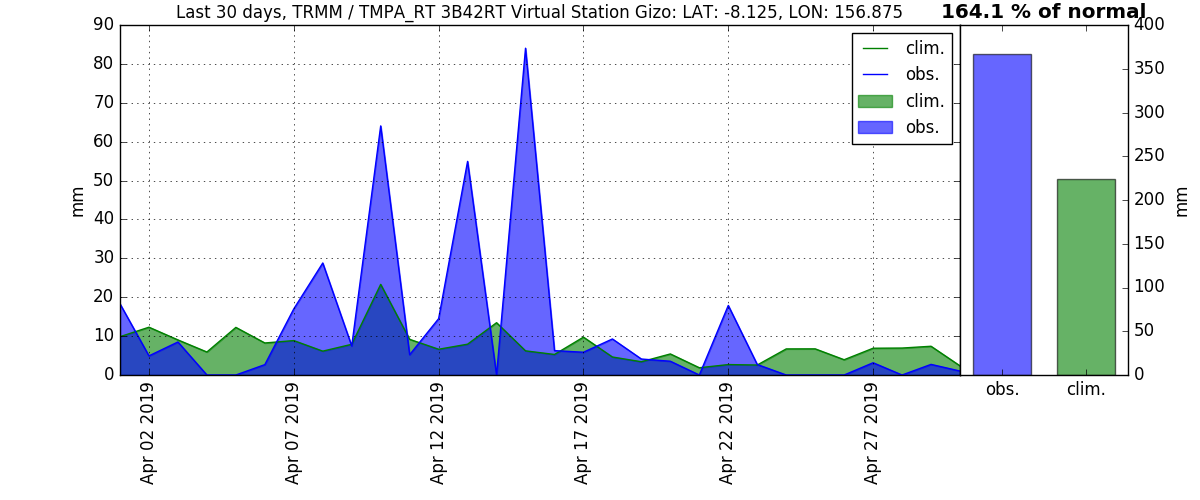 Last 30 days, TRMM / TMPA_RT 3B42RT Virtual Station Gizo: LAT: -8.125, LON: 156.875
164.1 % of normal
90
80
70
60
50
40
30
20
10
0
mm
clim.
obs.
clim.
obs.
Apr 02 2019
Apr 07 2019
Apr 12 2019
Apr 17 2019
Apr 22 2019
Apr 27 2019
400
350
300
250
200
150
100
50
0
mm
obs. clim.